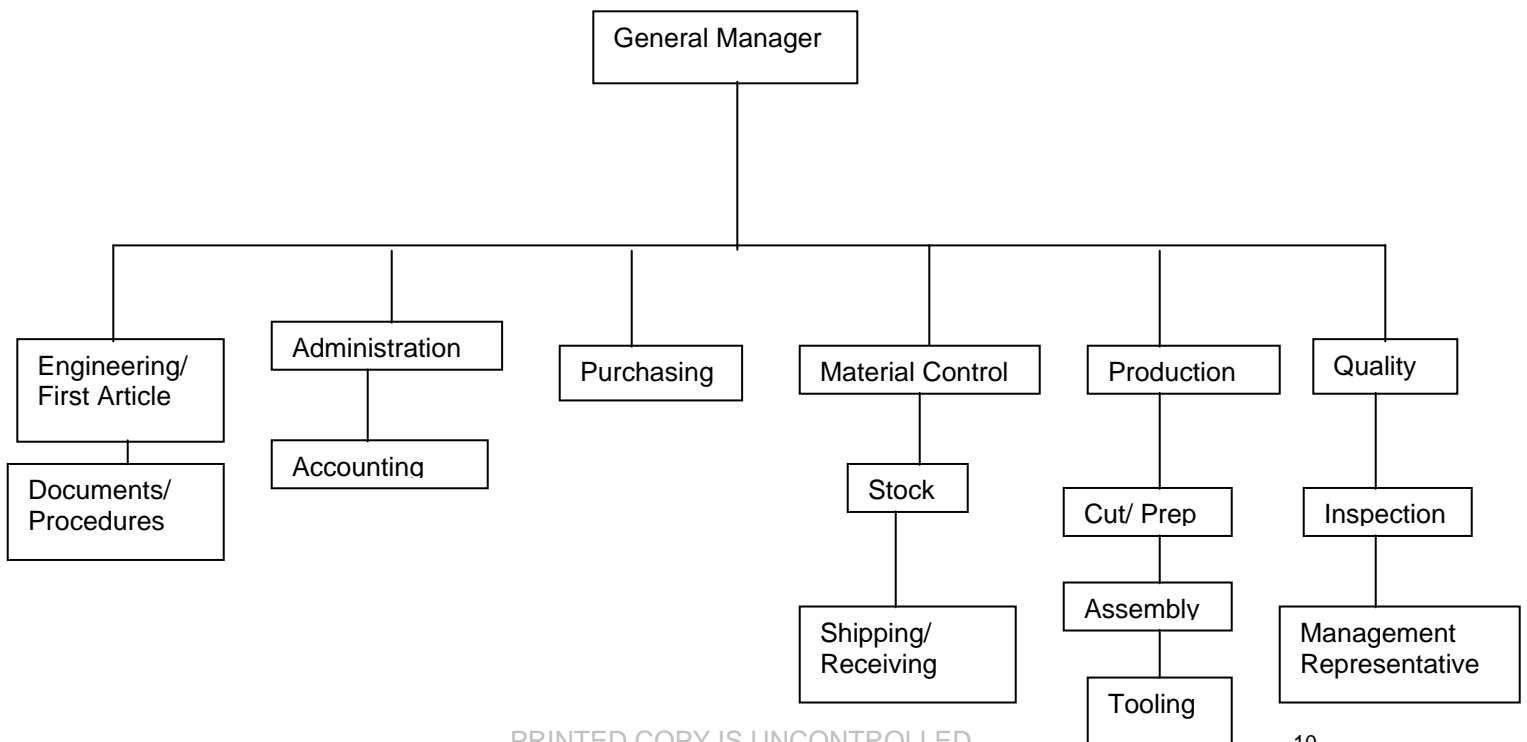 General Manager
Engineering/
First Article
Administration
Purchasing
Material Control
Production
Quality
Documents/
Procedures
Accounting
Stock
Cut/ Prep
Inspection
Assembly
Shipping/
Receiving
Management
Representative
Tooling
PRINTED COPY IS UNCONTROLLED
10